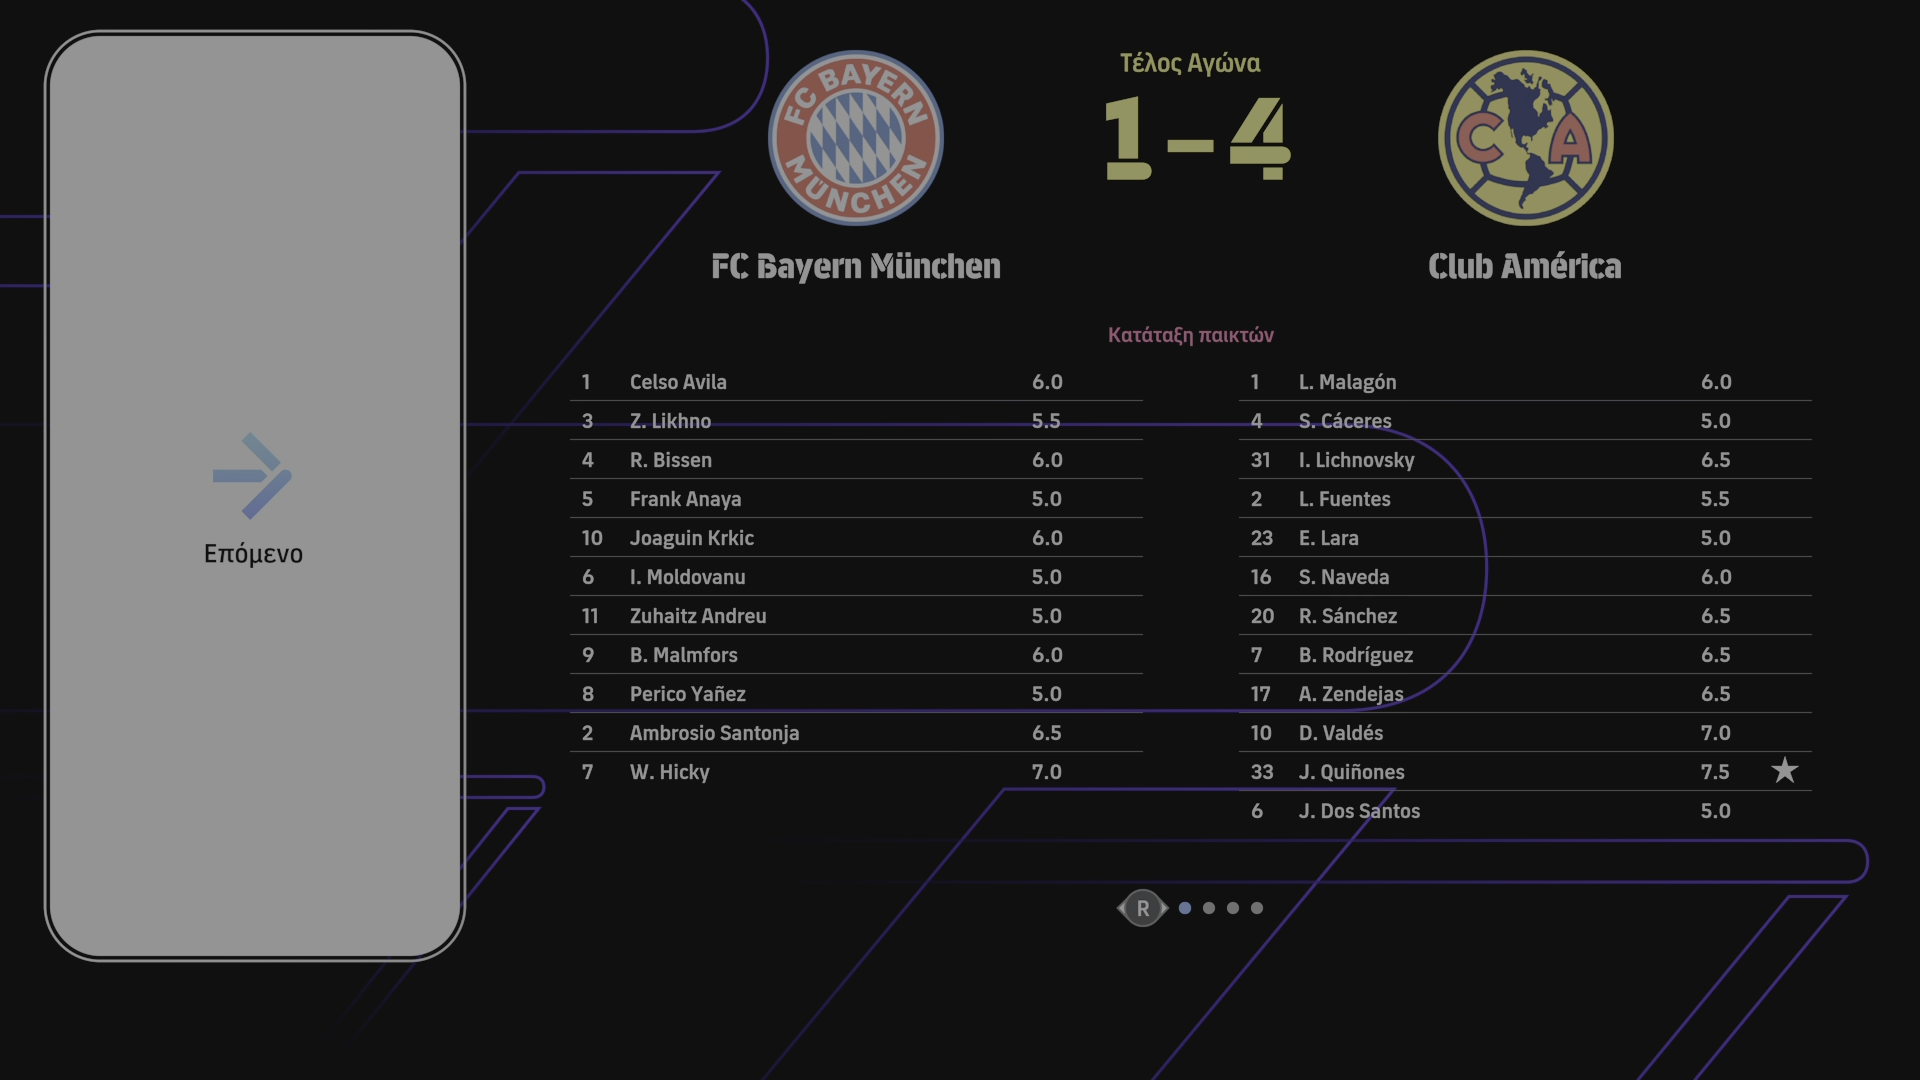 Επόμενο
FC BAYERN
MÜNCHEN
Τέλος Αγώνα
1-4
CA
FC Bayern München
Club América
Κατάταξη παικτών
1 Celso Avila 6.0
3 Z. Likhno 5.5
4 R. Bissen 6.0
5 Frank Anaya 5.0
10 Joaguin Krkic 6.0
6 I. Moldovanu 5.0
11 Zuhaitz Andreu 5.0
9 B. Malmfors 6.0
8 Perico Yañez 5.0
2 Ambrosio Santonja 6.5
7 W. Hicky 7.0
1 L. Malagón 6.0
4 S. Cáceres 5.0
31 I. Lichnovsky 6.5
2 L. Fuentes 5.5
23 E. Lara 5.0
16 S. Naveda 6.0
20 R. Sánchez 6.5
7 B. Rodríguez 6.5
17 A. Zendejas 6.5
10 D. Valdés 7.0
33 J. Quiñones 7.5
6 J. Dos Santos 5.0
R